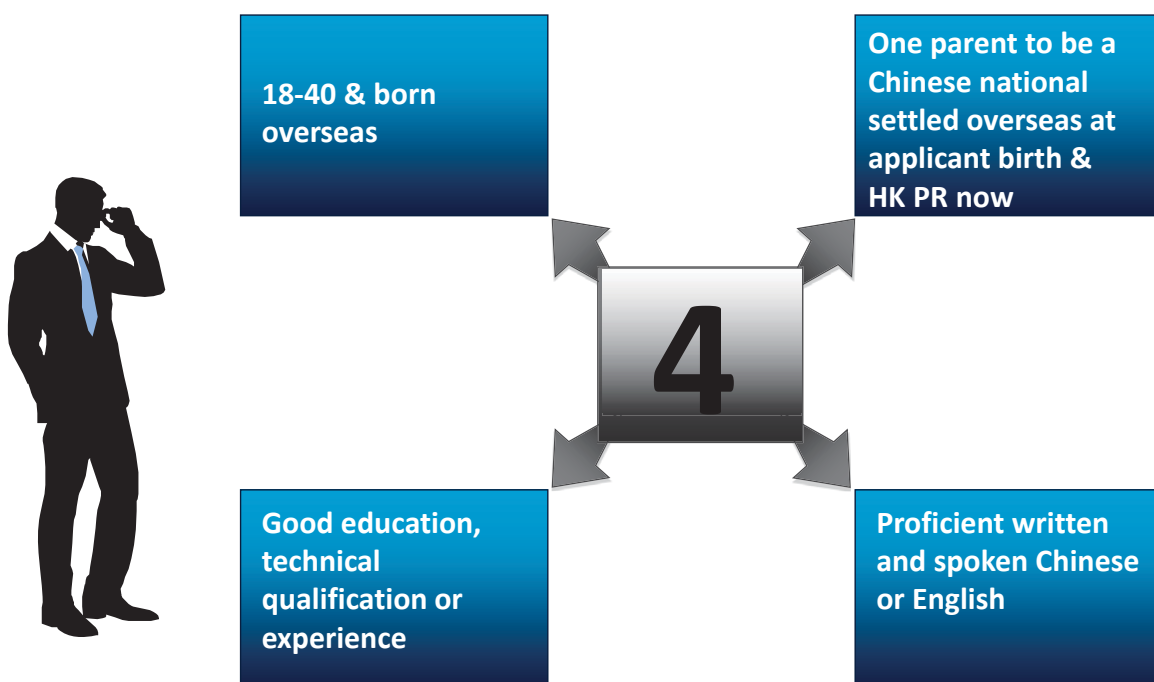 18-40 & born
overseas
One parent to be a
Chinese national
settled overseas at
applicant birth &
HK PR now
4
Good education,
technical
qualification or
experience
Proficient written
and spoken Chinese
or English